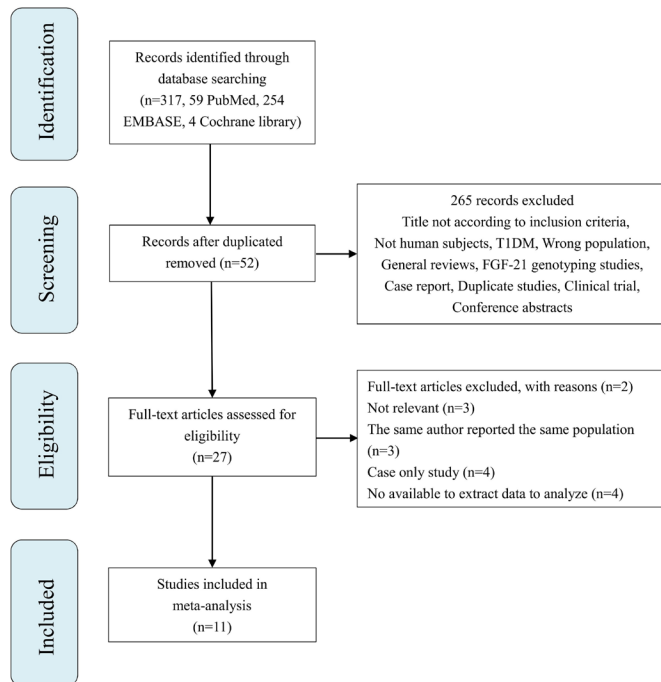 Identification
Records identified through
database searching
(n=317, 59 PubMed, 254
EMBASE, 4 Cochrane library)
Screening
Records after duplicated
removed (n=52)
265 records excluded
Title not according to inclusion criteria,
Not human subjects, T1DM, Wrong population,
General reviews, FGF-21 genotyping studies,
Case report, Duplicate studies, Clinical trial,
Conference abstracts
Eligibility
Full-text articles assessed for
eligibility
(n=27)
Full-text articles excluded, with reasons (n=2)
Not relevant (n=3)
The same author reported the same population
(n=3)
Case only study (n=4)
No available to extract data to analyze (n=4)
Included
Studies included in
meta-analysis
(n=11)